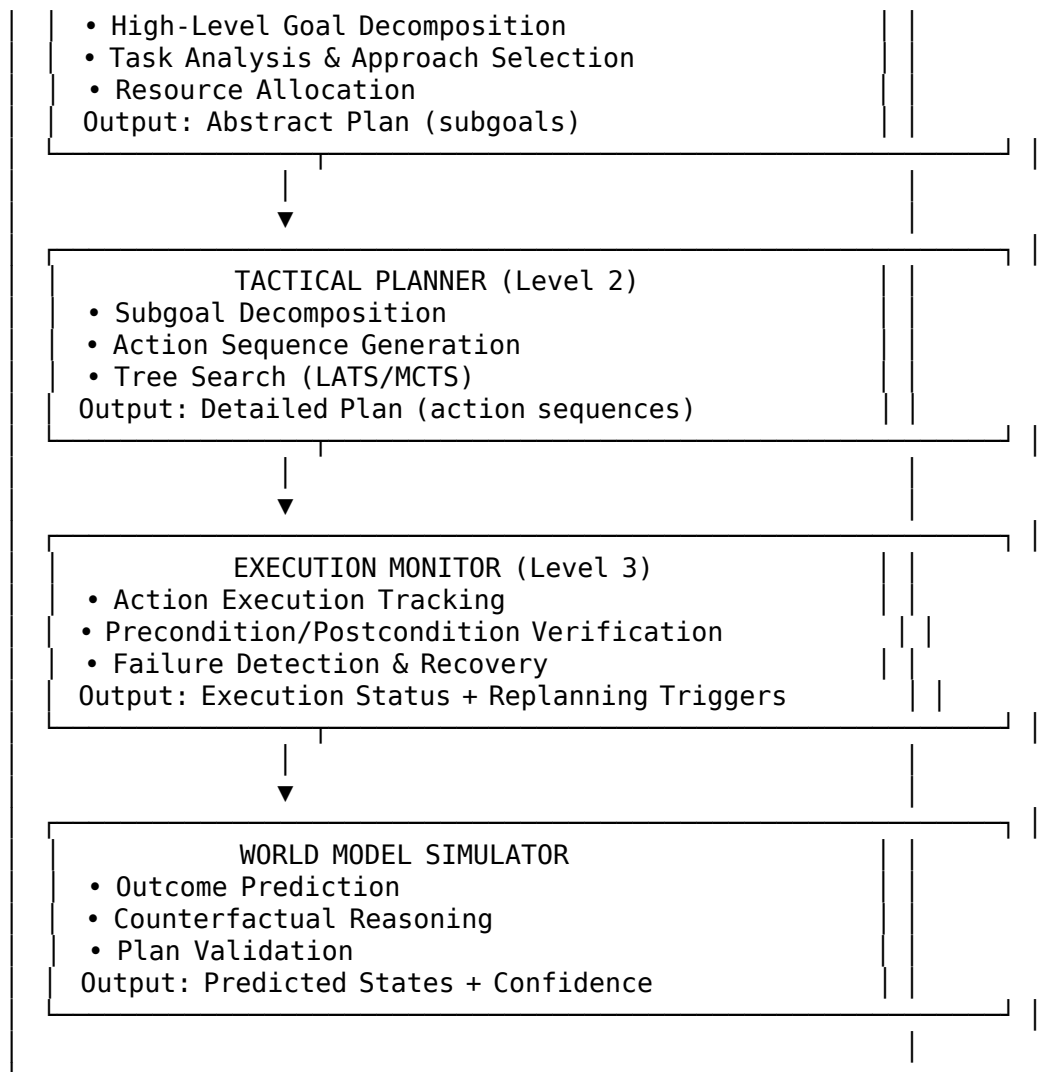 • High-Level Goal Decomposition
• Task Analysis & Approach Selection
• Resource Allocation
Output: Abstract Plan (subgoals)
TACTICAL PLANNER (Level 2)
• Subgoal Decomposition
• Action Sequence Generation
• Tree Search (LATS/MCTS)
Output: Detailed Plan (action sequences)
EXECUTION MONITOR (Level 3)
• Action Execution Tracking
• Precondition/Postcondition Verification
• Failure Detection & Recovery
Output: Execution Status + Replanning Triggers
WORLD MODEL SIMULATOR
• Outcome Prediction
• Counterfactual Reasoning
• Plan Validation
Output: Predicted States + Confidence